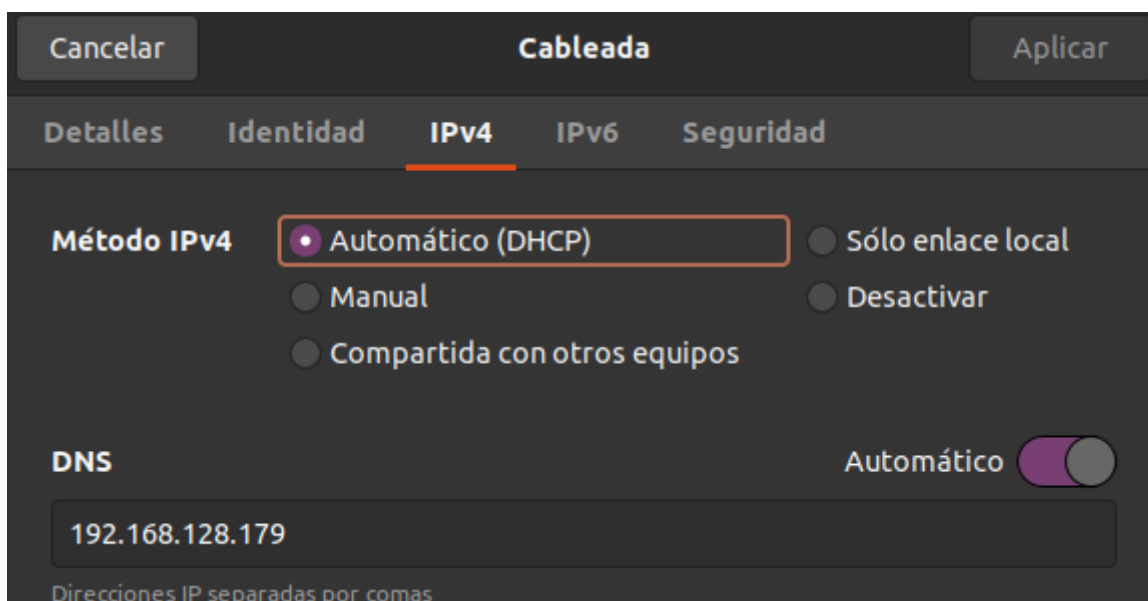 Cancelar Cableada Aplicar
Detalles Identidad IPv4 IPv6 Seguridad
Método IPv4 Automático (DHCP) Sólo enlace local
Manual Desactivar
Compartida con otros equipos
DNS Automático
192.168.128.179
Direcciones IP separadas por comas